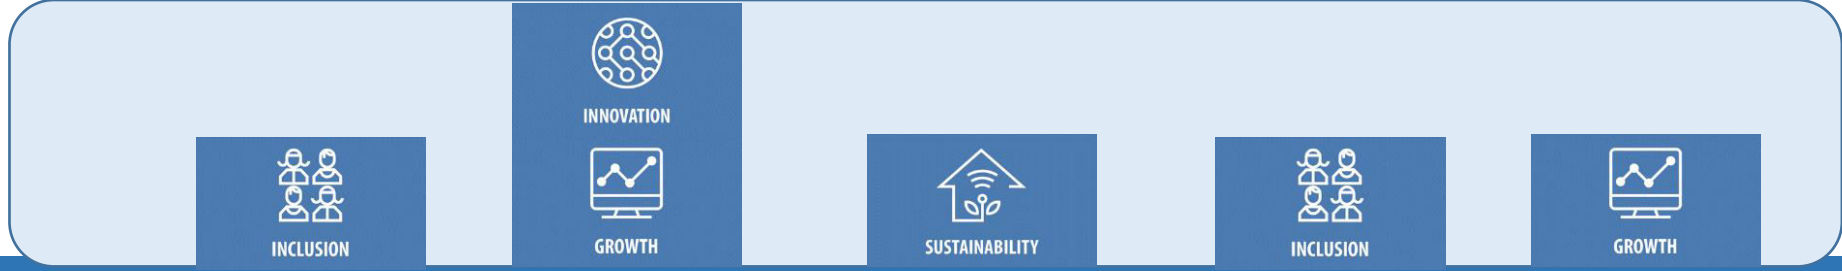 INNOVATION
INCLUSION
GROWTH
SUSTAINABILITY
INCLUSION
GROWTH